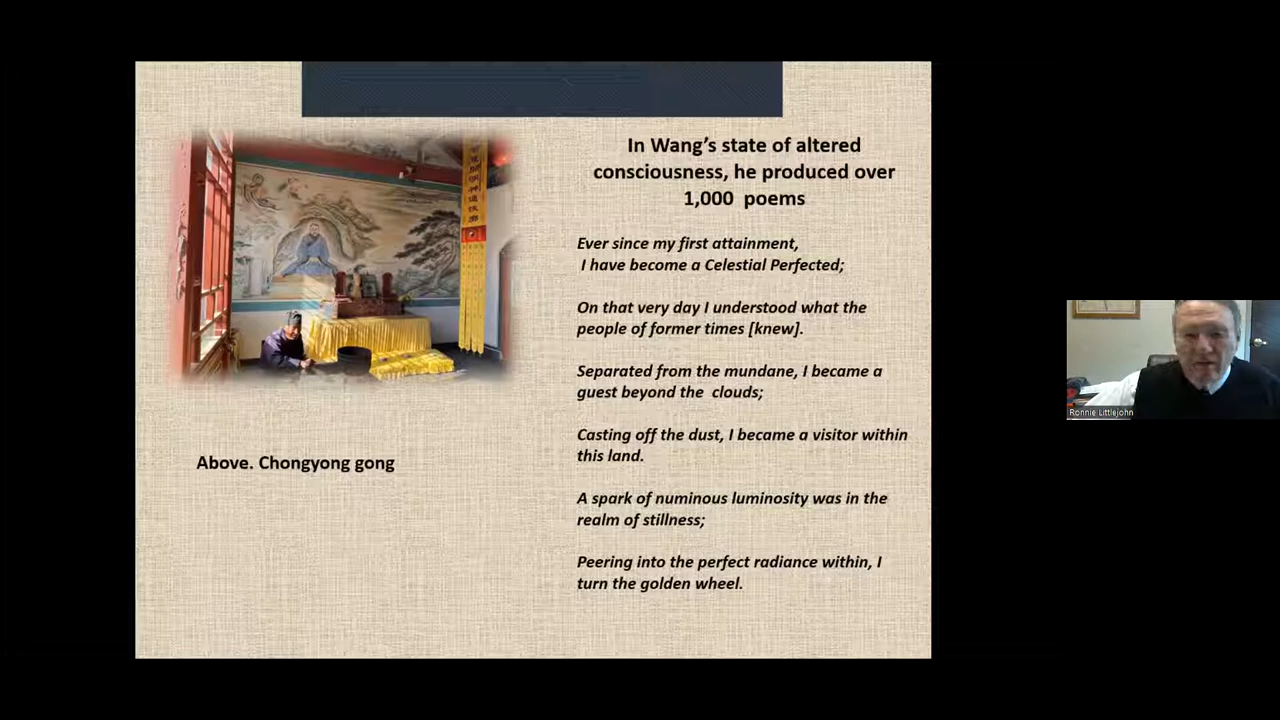 In Wang's state of altered
consciousness, he produced over
1,000 poems
Ever since my first attainment,
I have become a Celestial Perfected;
On that very day I understood what the
people of former times [knew].
Separated from the mundane, I became a
guest beyond the clouds;
Casting off the dust, I became a visitor within
this land.
A spark of numinous luminosity was in the
realm of stillness;
Peering into the perfect radiance within, I
turn the golden wheel.
Above. Chongyong gong
Ronnie Littlejohn